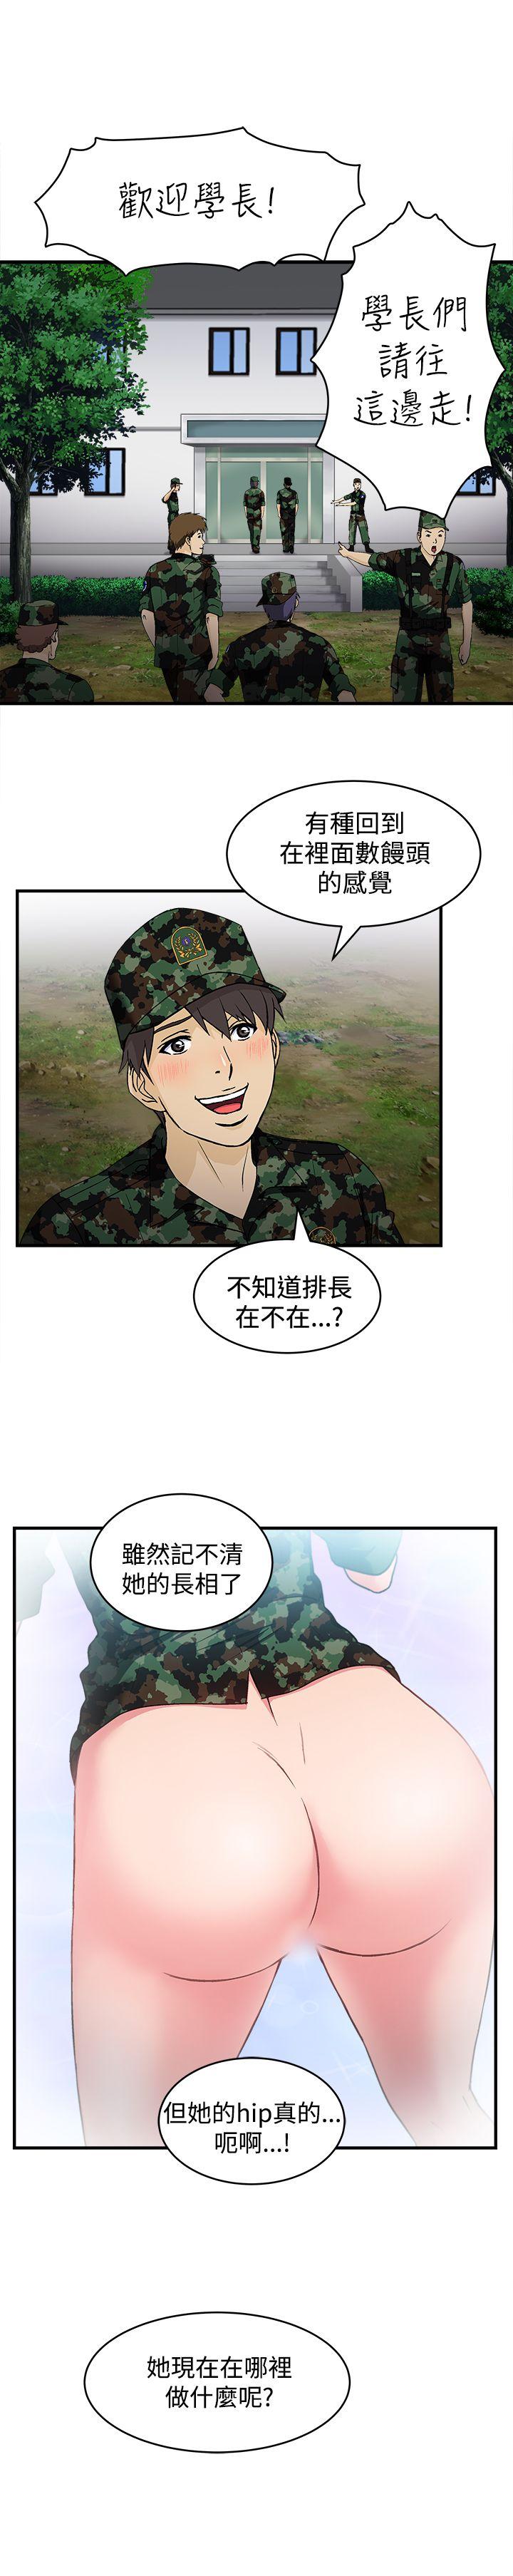 歡迎學長!
學長們
請往
這邊走!
有種回到
在裡面數饅頭
的感覺
不知道排長
在不在...?
雖然記不清
她的長相了
但她的hip真的...
呃啊...!
她現在在哪裡
做什麼呢?